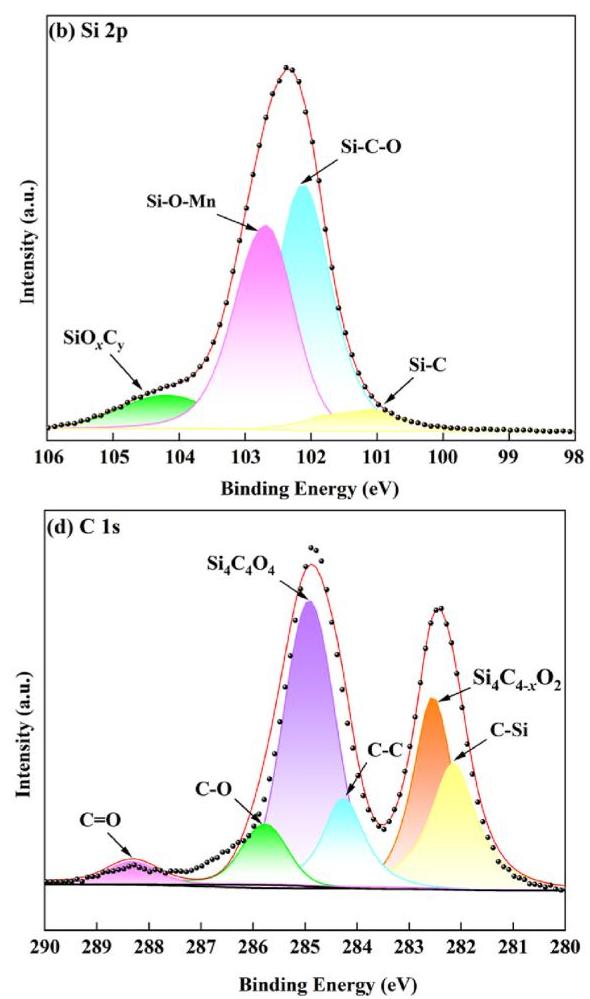 (b) Si 2p
Si-C-O
Si-O-Mn
SiOₓCᵧ
Si-C
Intensity (a.u.)
106 105 104 103 102 101 100 99 98
Binding Energy (eV)
(d) C 1s
Si₄C₄O₄
Si₄C₄₋ₓO₂
C-Si
C-C
C-O
C=O
Intensity (a.u.)
290 289 288 287 286 285 284 283 282 281 280
Binding Energy (eV)